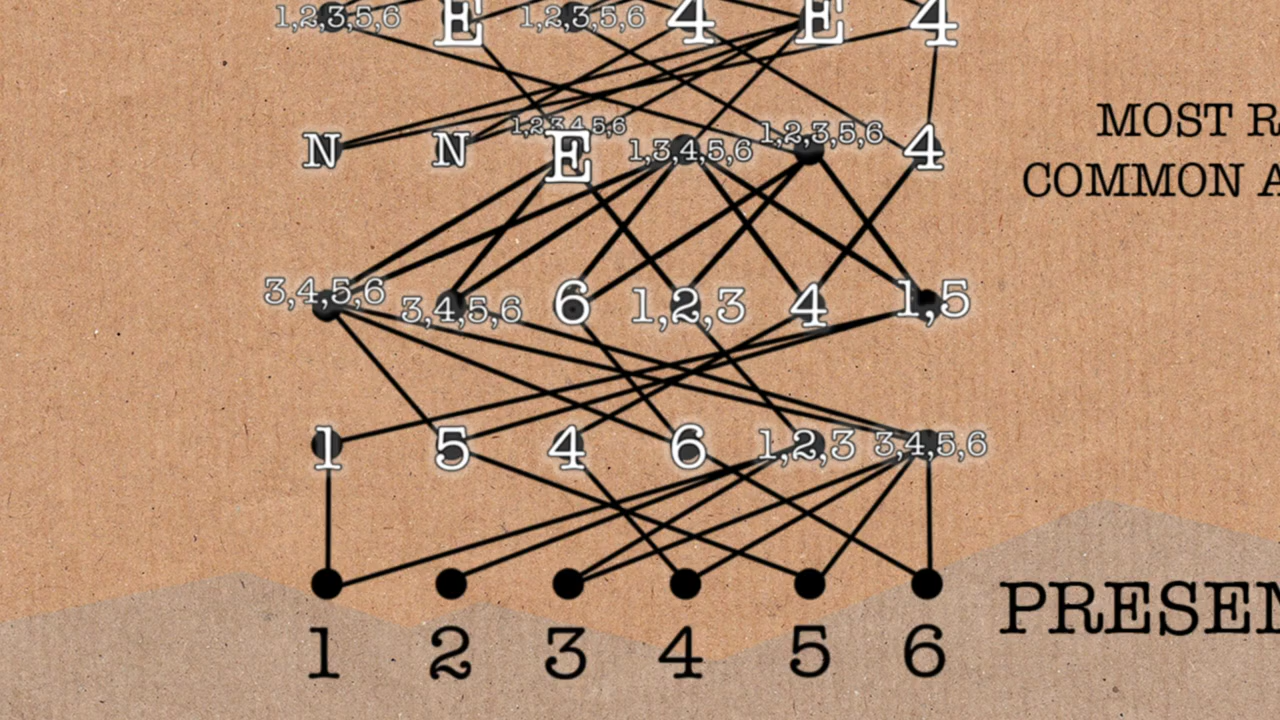 1,2,3,5,6 E 1,2,3,5,6 4 E 4
N N 1,2,3,4,5,6 E 1,3,4,5,6 1,2,3,5,6 4
MOST R
COMMON A
3,4,5,6 3,4,5,6 6 1,2,3 4 1,5
1 5 4 6 1,2,3 3,4,5,6
PRESEN
1 2 3 4 5 6